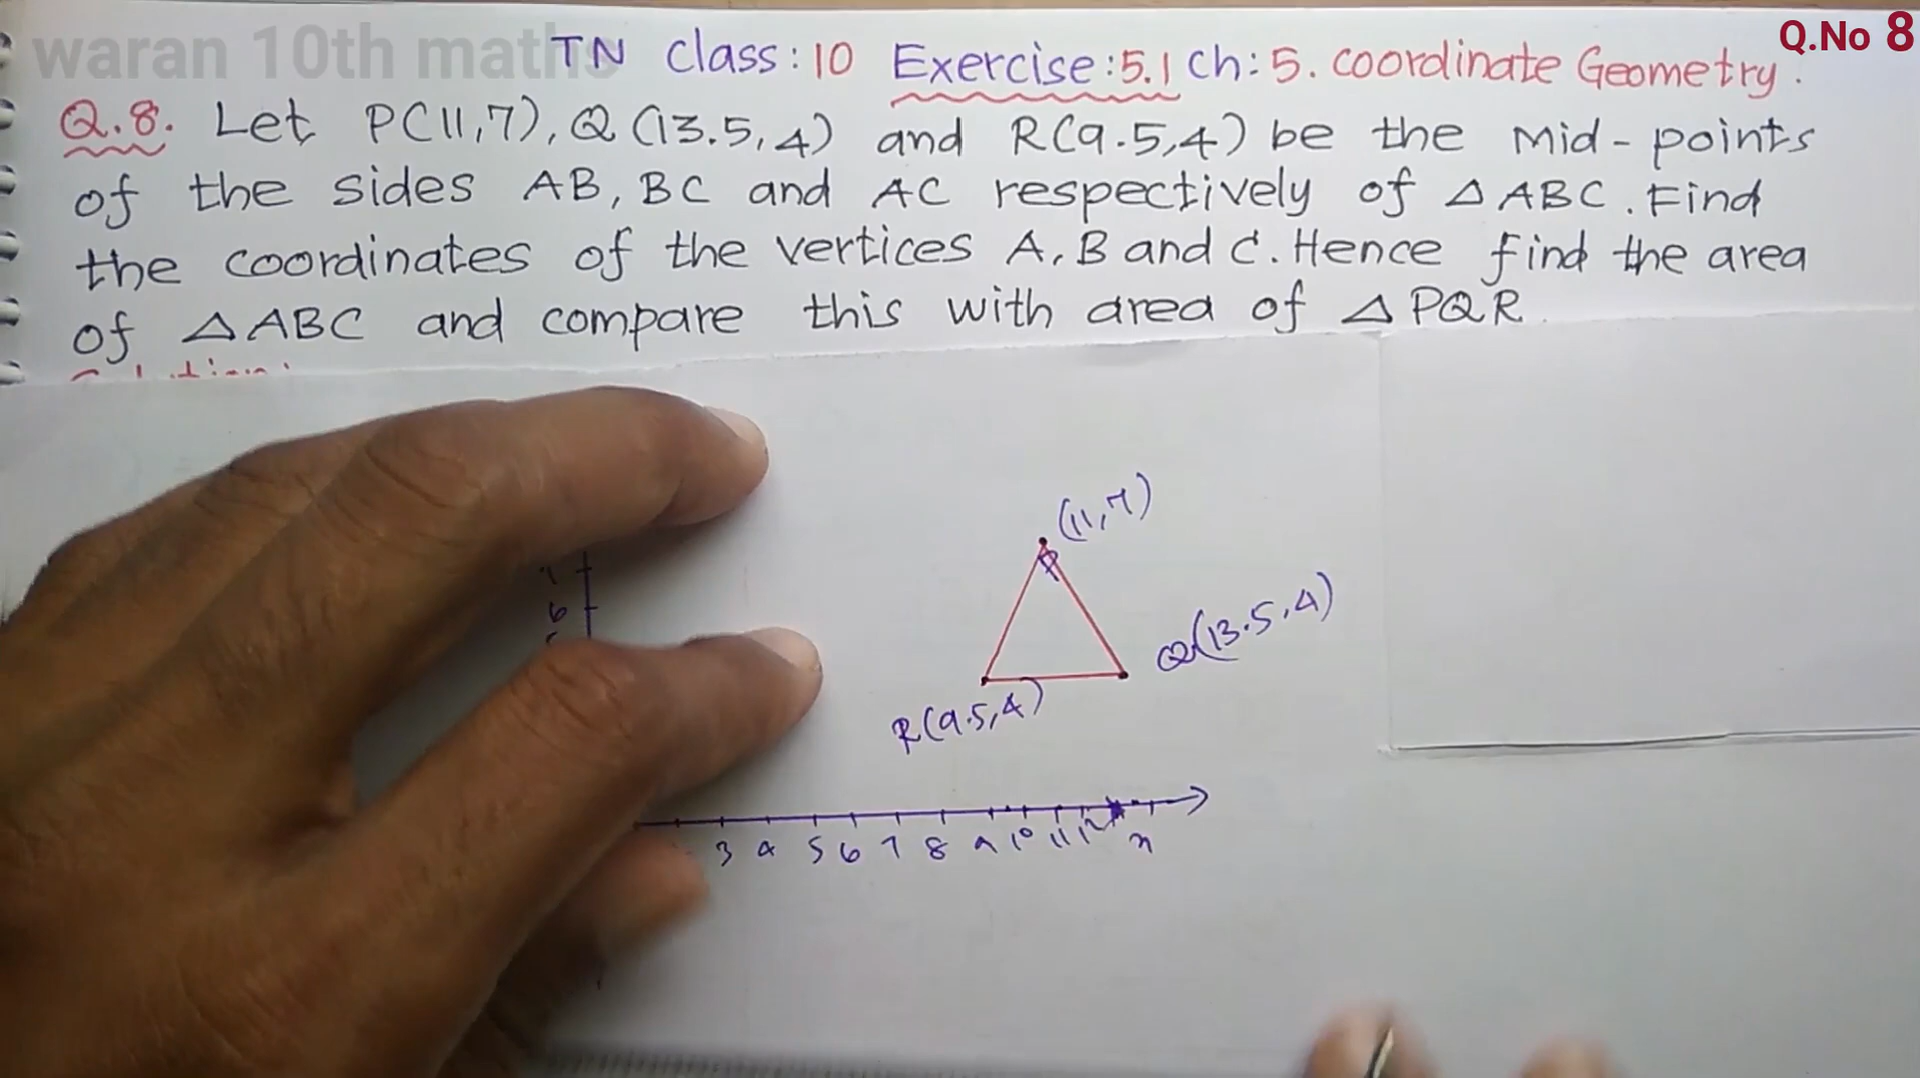 waran 10th maths
Q.No 8
TN Class:10 Exercise:5.1 Ch:5. Coordinate Geometry.
Q.8. Let P(11,7), Q(13.5,4) and R(9.5,4) be the Mid-points
of the sides AB, BC and AC respectively of △ABC. Find
the coordinates of the vertices A, B and C. Hence find the area
of △ABC and compare this with area of △PQR.
(11,7)
P
7
6
Q(13.5,4)
R(9.5,4)
3 4 5 6 7 8 9 10 11 12